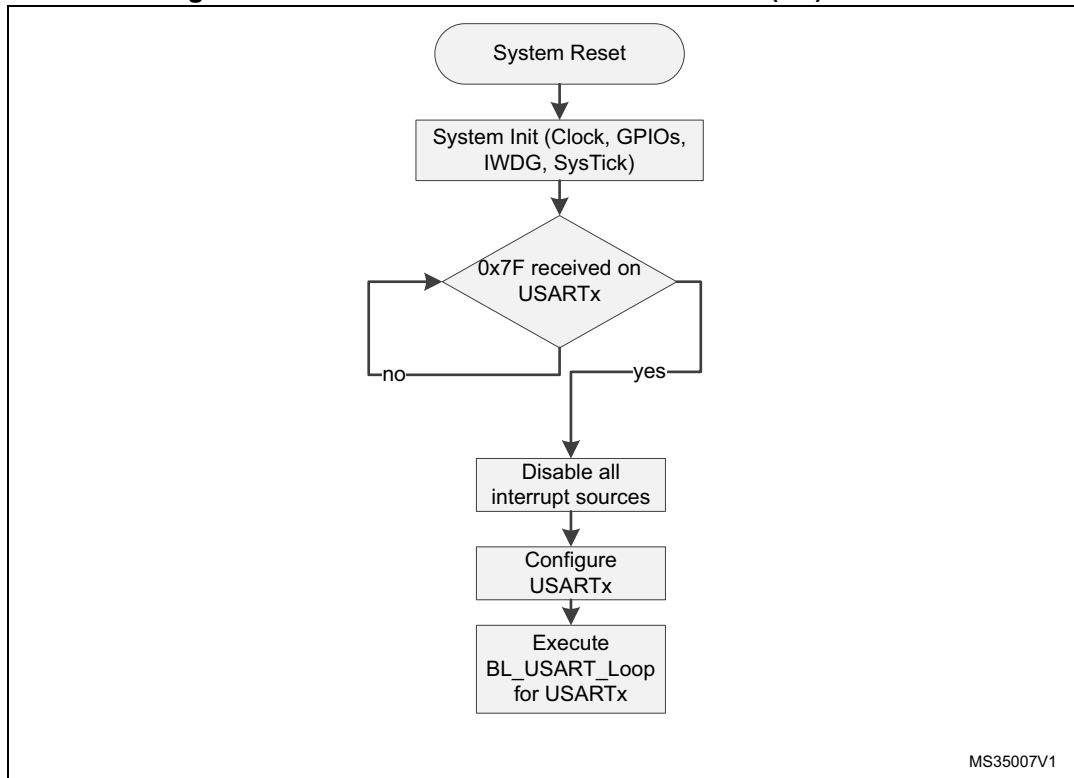 System Reset
System Init (Clock, GPIOs,
IWDG, SysTick)
0x7F received on
USARTx
no
yes
Disable all
interrupt sources
Configure
USARTx
Execute
BL_USART_Loop
for USARTx
MS35007V1